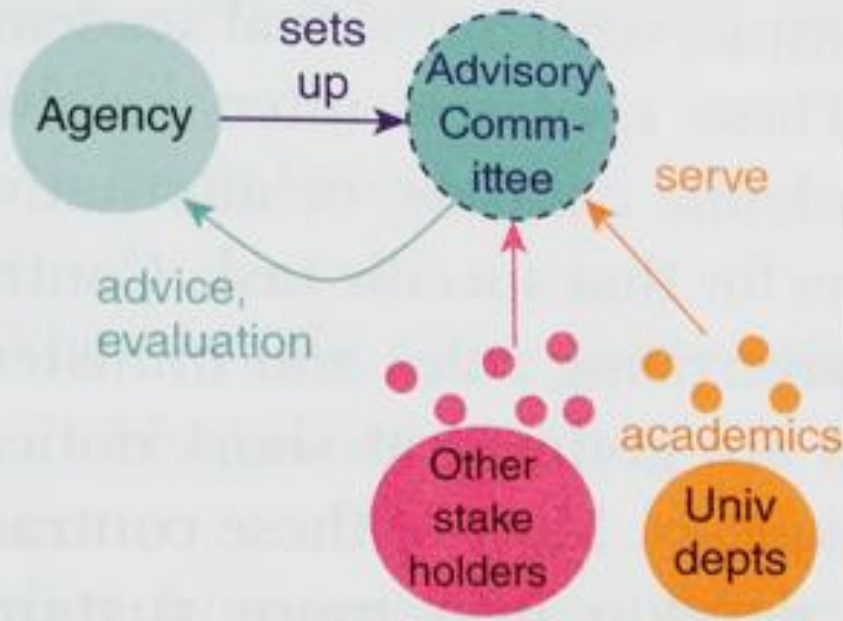 sets
up
Agency
Advisory
Comm-
ittee
serve
advice,
evaluation
academics
Other
stake
holders
Univ
depts